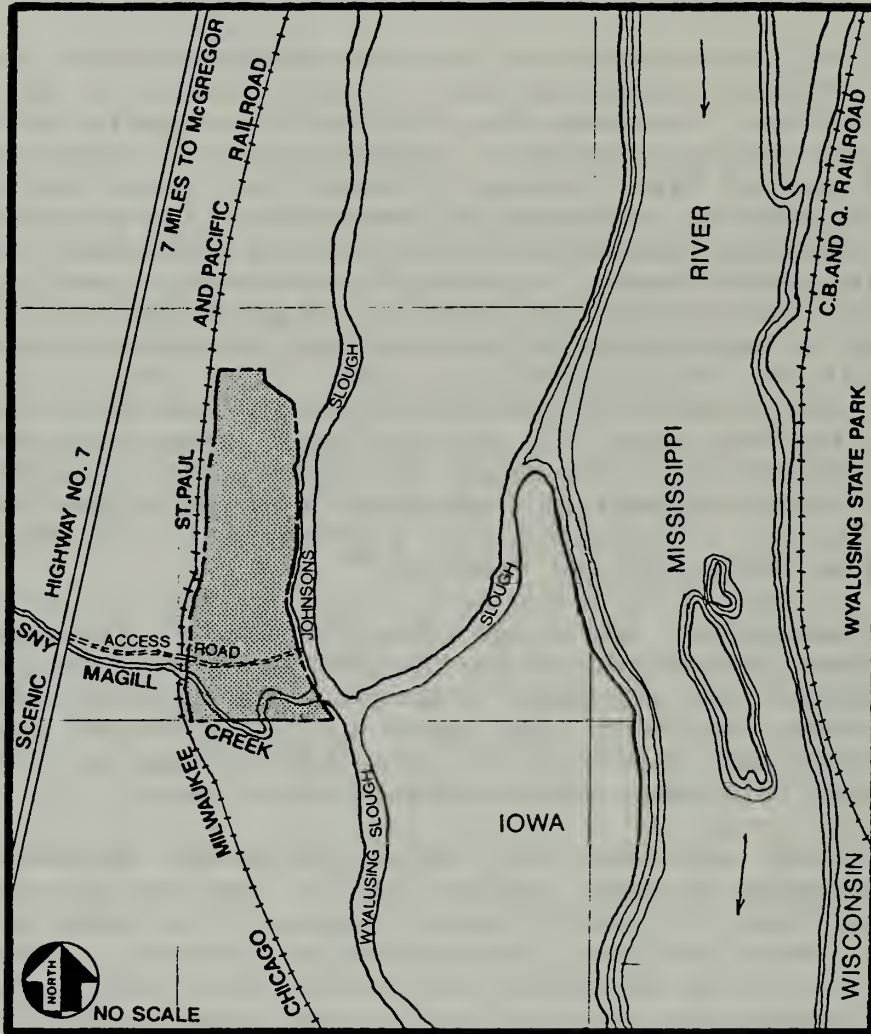 7 MILES TO McGREGOR
HIGHWAY NO. 7
SCENIC
RAILROAD
AND PACIFIC
ST. PAUL
MILWAUKEE
CHICAGO
SNY
MAGILL
CREEK
ACCESS ROAD
JOHNSONS
SLOUGH
SLOUGH
WYALUSING SLOUGH
IOWA
RIVER
MISSISSIPPI
C.B. AND Q. RAILROAD
WYALUSING STATE PARK
WISCONSIN
NORTH
NO SCALE